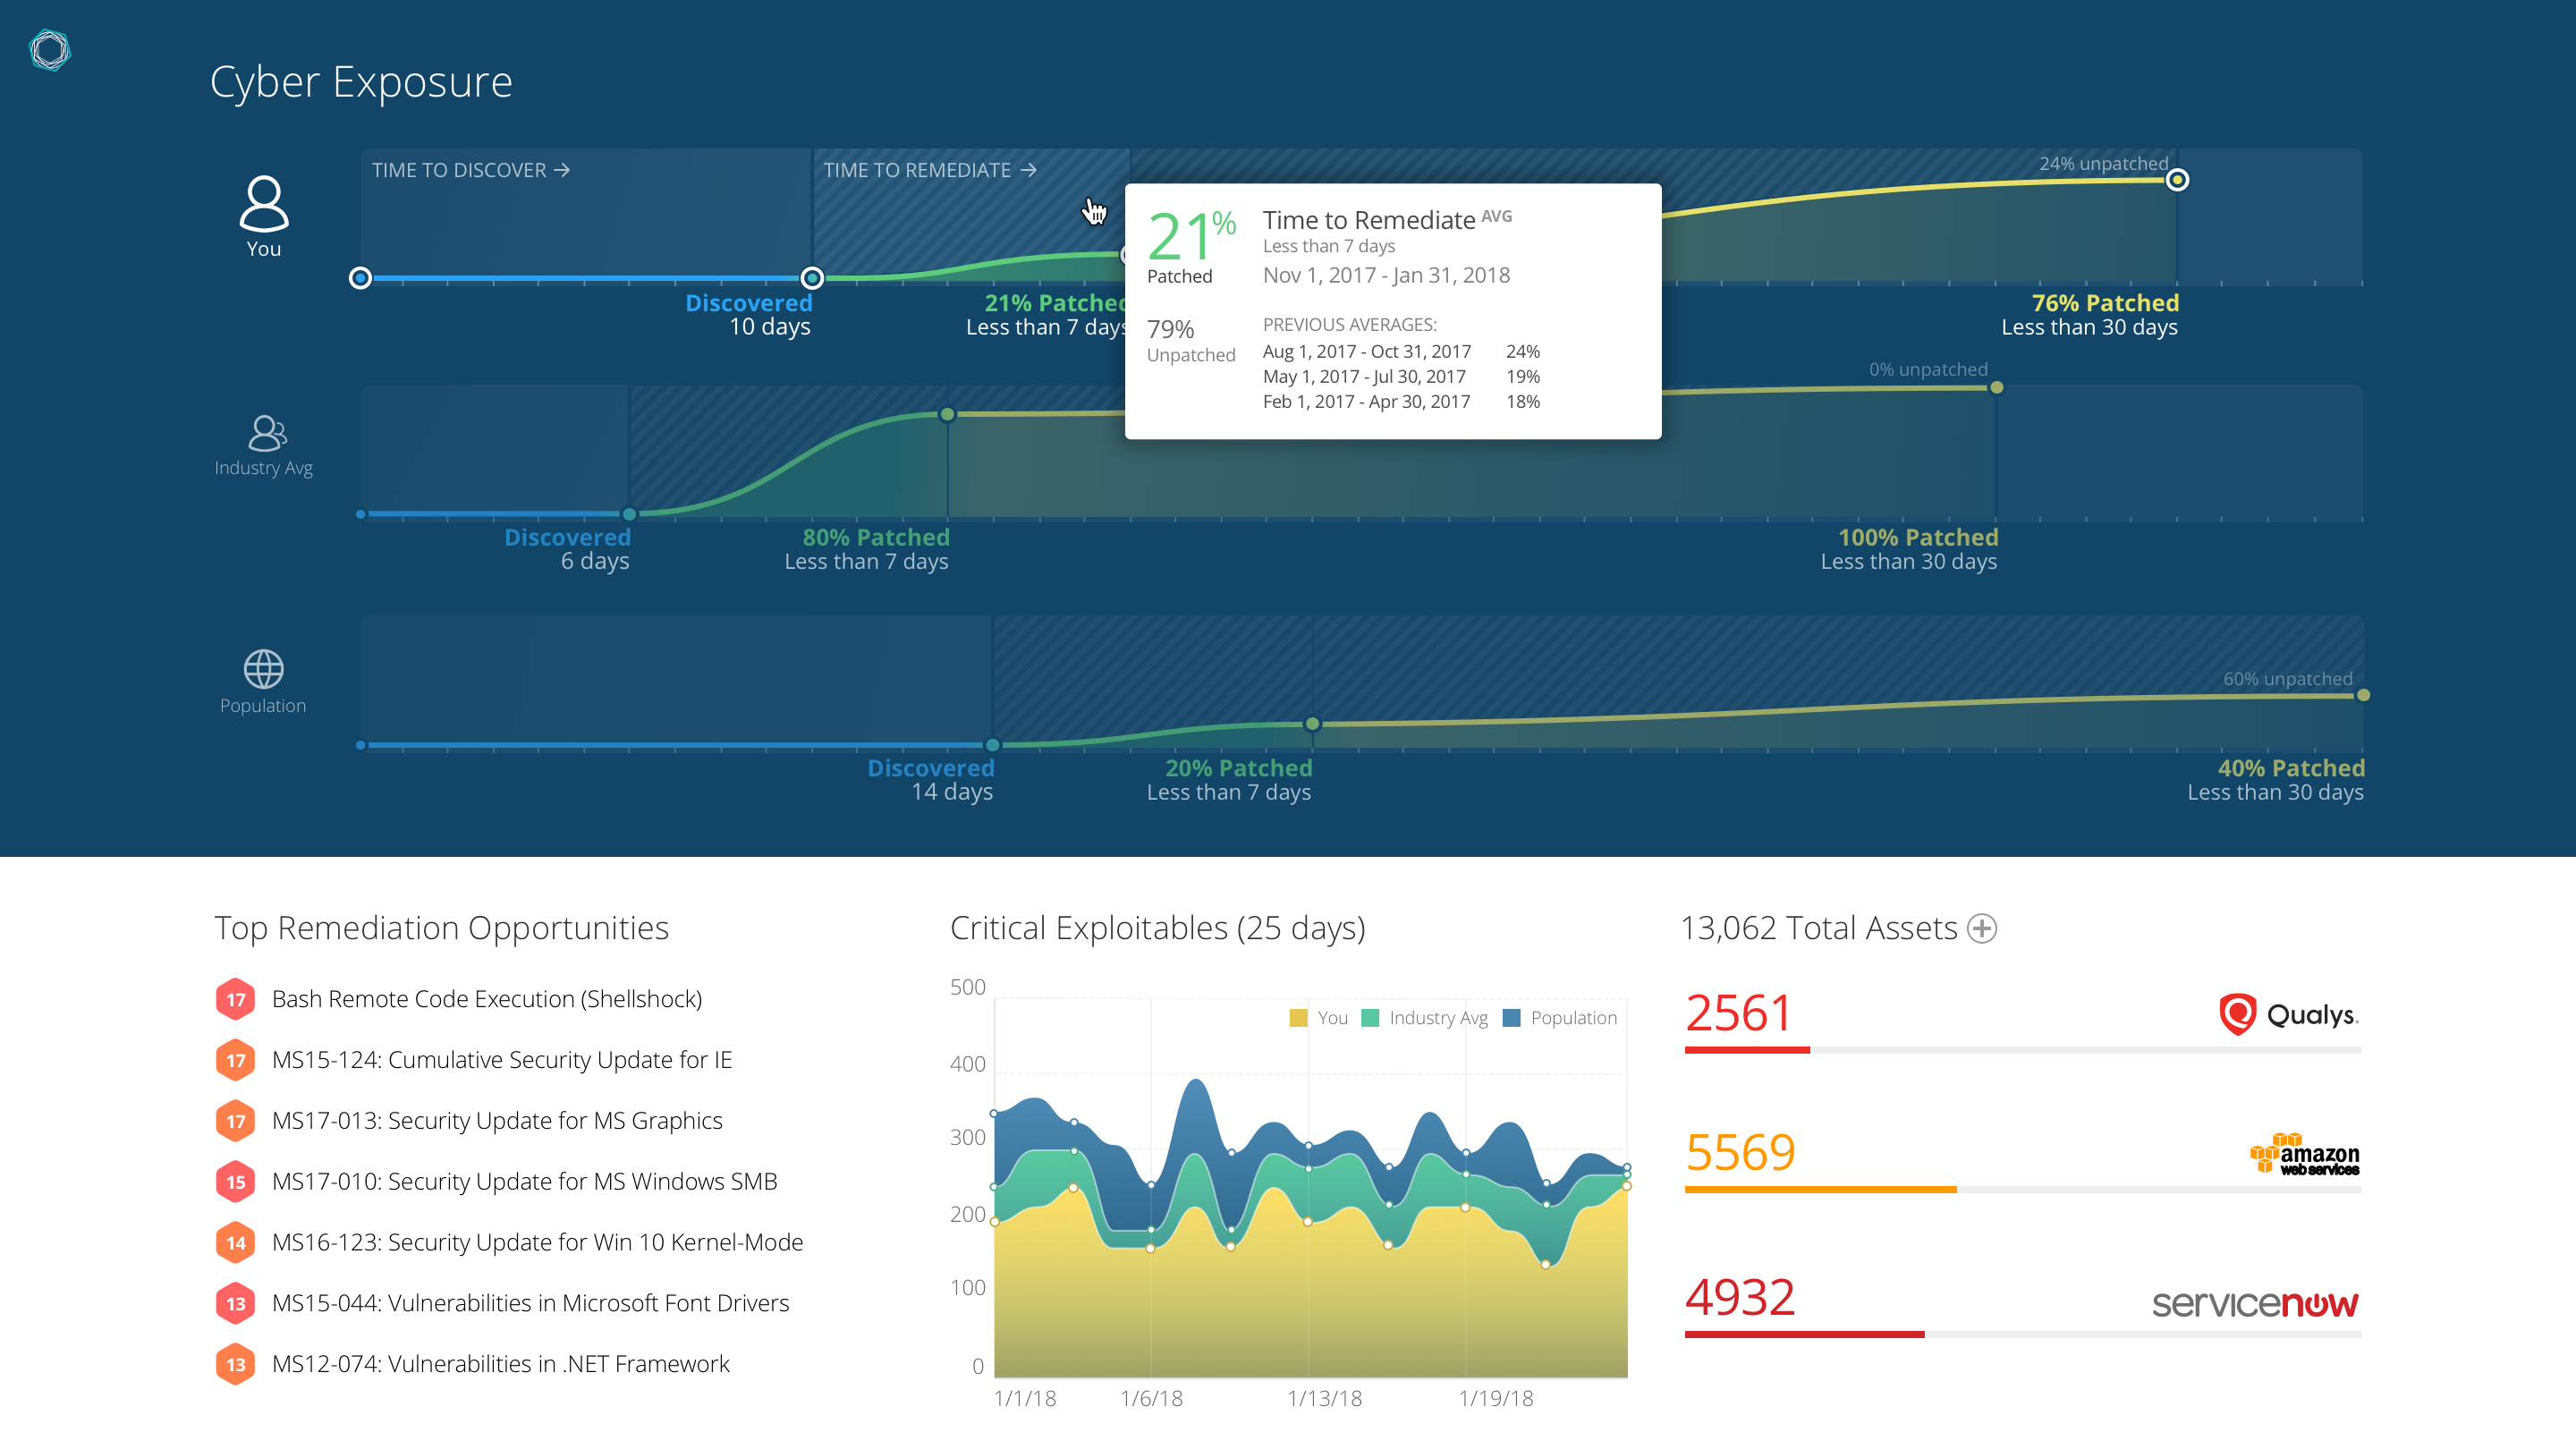 Cyber Exposure
TIME TO DISCOVER →
TIME TO REMEDIATE →
24% unpatched
You
Discovered
10 days
21% Patched
Less than 7 days
76% Patched
Less than 30 days
21%
Patched
79%
Unpatched
Time to Remediate AVG
Less than 7 days
Nov 1, 2017 - Jan 31, 2018
PREVIOUS AVERAGES:
Aug 1, 2017 - Oct 31, 2017 24%
May 1, 2017 - Jul 30, 2017 19%
Feb 1, 2017 - Apr 30, 2017 18%
0% unpatched
Industry Avg
Discovered
6 days
80% Patched
Less than 7 days
100% Patched
Less than 30 days
60% unpatched
Population
Discovered
14 days
20% Patched
Less than 7 days
40% Patched
Less than 30 days
Top Remediation Opportunities
17 Bash Remote Code Execution (Shellshock)
17 MS15-124: Cumulative Security Update for IE
17 MS17-013: Security Update for MS Graphics
15 MS17-010: Security Update for MS Windows SMB
14 MS16-123: Security Update for Win 10 Kernel-Mode
13 MS15-044: Vulnerabilities in Microsoft Font Drivers
13 MS12-074: Vulnerabilities in .NET Framework
Critical Exploitables (25 days)
500
400
300
200
100
0
You Industry Avg Population
1/1/18 1/6/18 1/13/18 1/19/18
13,062 Total Assets
2561
Qualys.
5569
amazon
web services
4932
servicenow